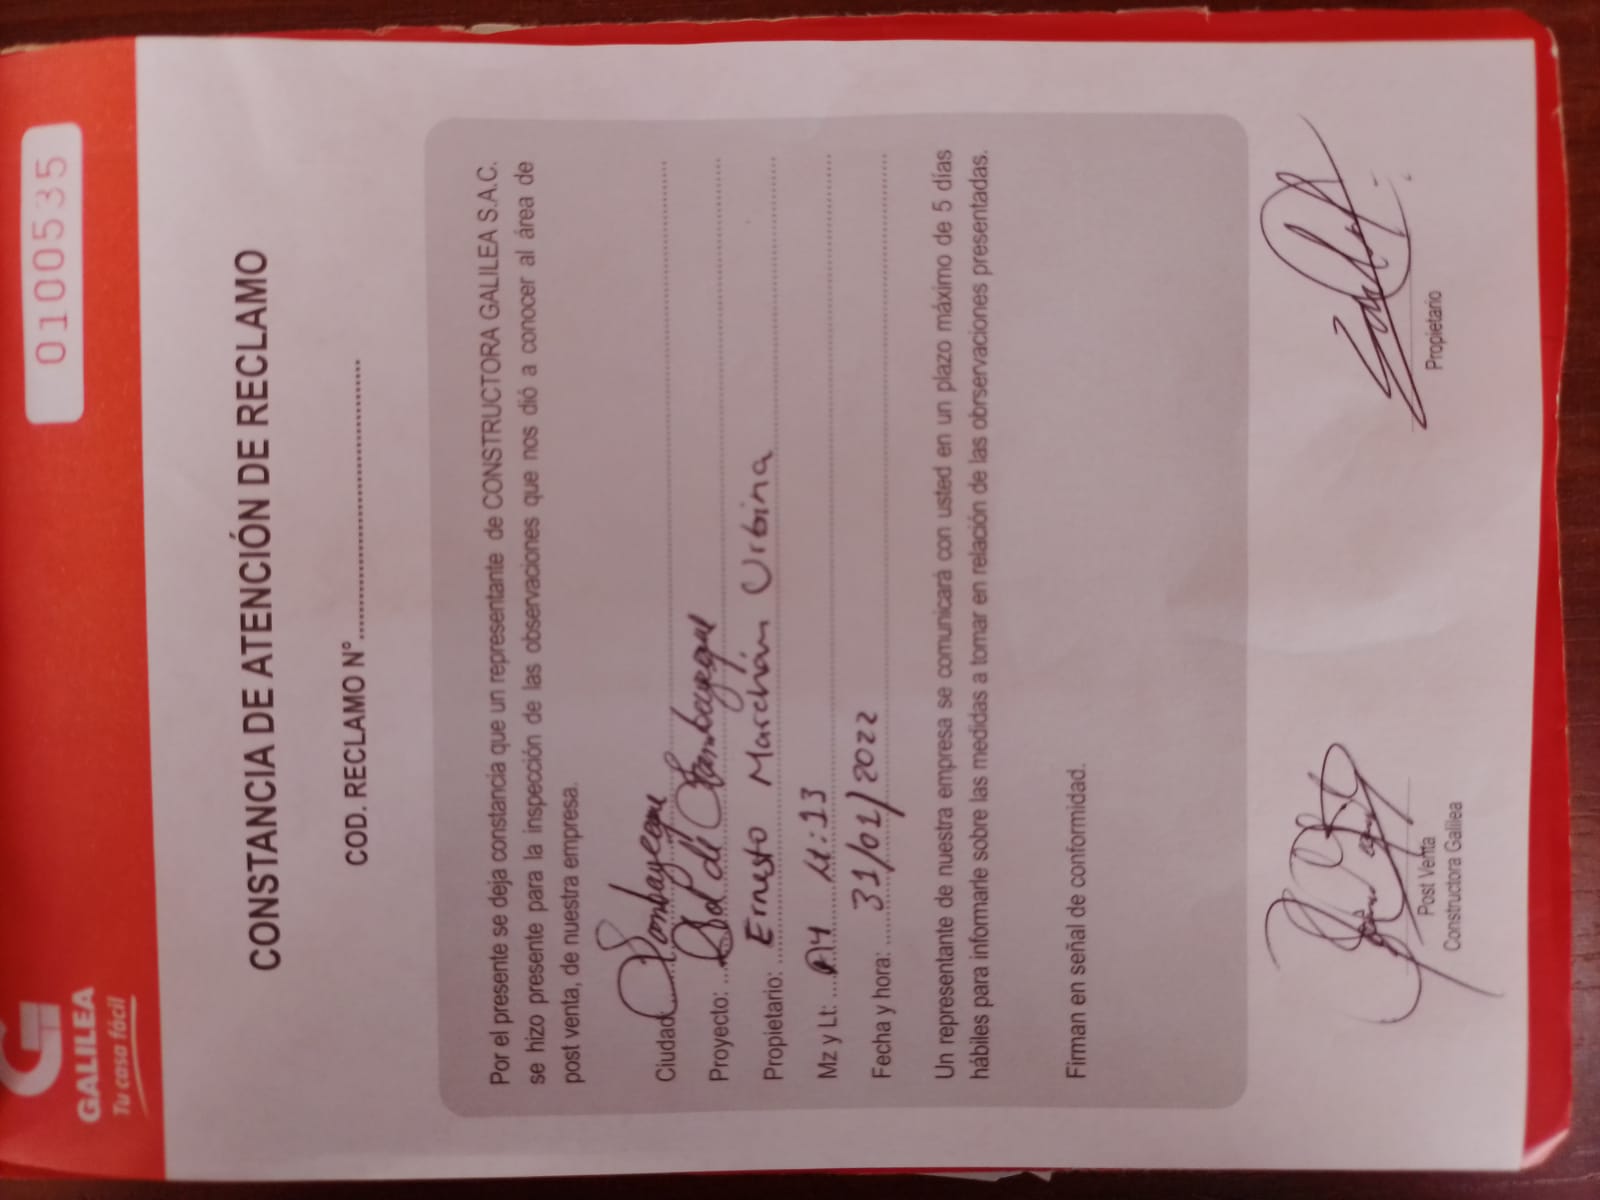 GALILEA
Tu casa fácil
0100535
CONSTANCIA DE ATENCIÓN DE RECLAMO
COD. RECLAMO N°
Por el presente se deja constancia que un representante de CONSTRUCTORA GALILEA S.A.C.
se hizo presente para la inspección de las observaciones que nos dió a conocer al área de
post venta, de nuestra empresa.
Ciudad: Lambayeque
Proyecto: Sol de Lambayeque
Propietario: Ernesto Marchán Urbina
Mz y Lt:
Fecha y hora: 31/01/2022
Un representante de nuestra empresa se comunicará con usted en un plazo máximo de 5 días
hábiles para informarle sobre las medidas a tomar en relación de las obrservaciones presentadas.
Firman en señal de conformidad.
Post Venta
Constructora Galilea
Propietario